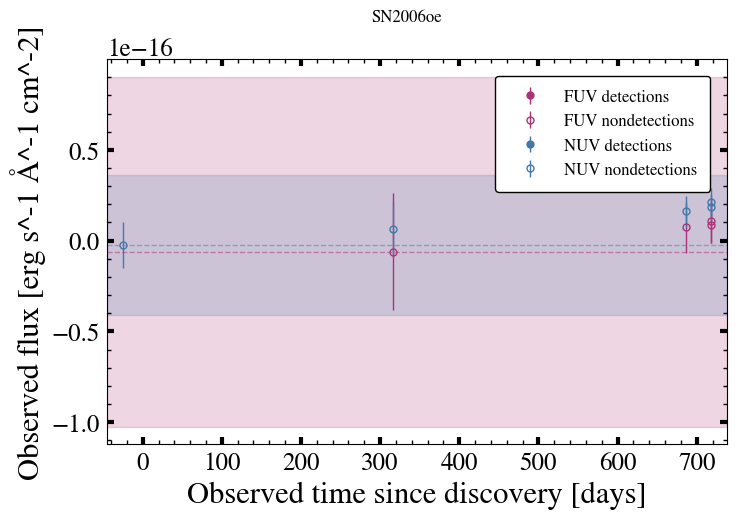 SN2006oe
1e−16
Observed flux [erg s^-1 Å^-1 cm^-2]
0.5
0.0
−0.5
−1.0
FUV detections
FUV nondetections
NUV detections
NUV nondetections
0 100 200 300 400 500 600 700
Observed time since discovery [days]